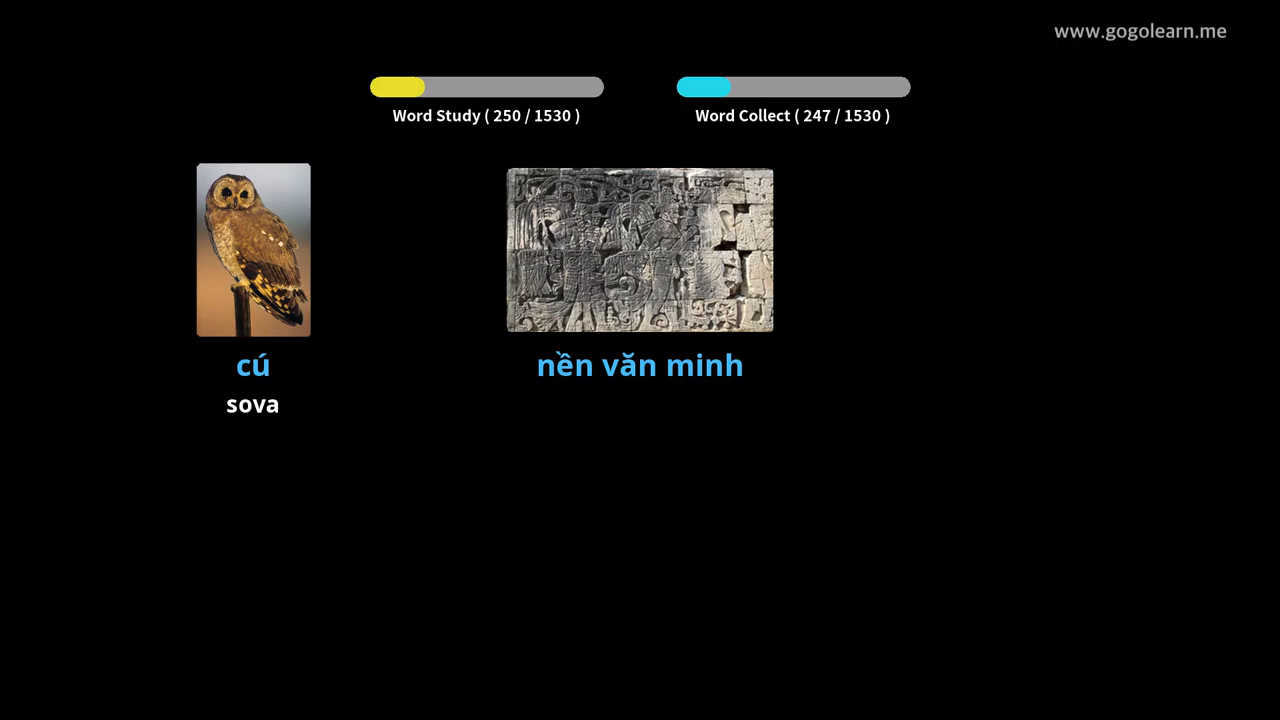 www.gogolearn.me
Word Study ( 250 / 1530 )
Word Collect ( 247 / 1530 )
cú
sova
nền văn minh